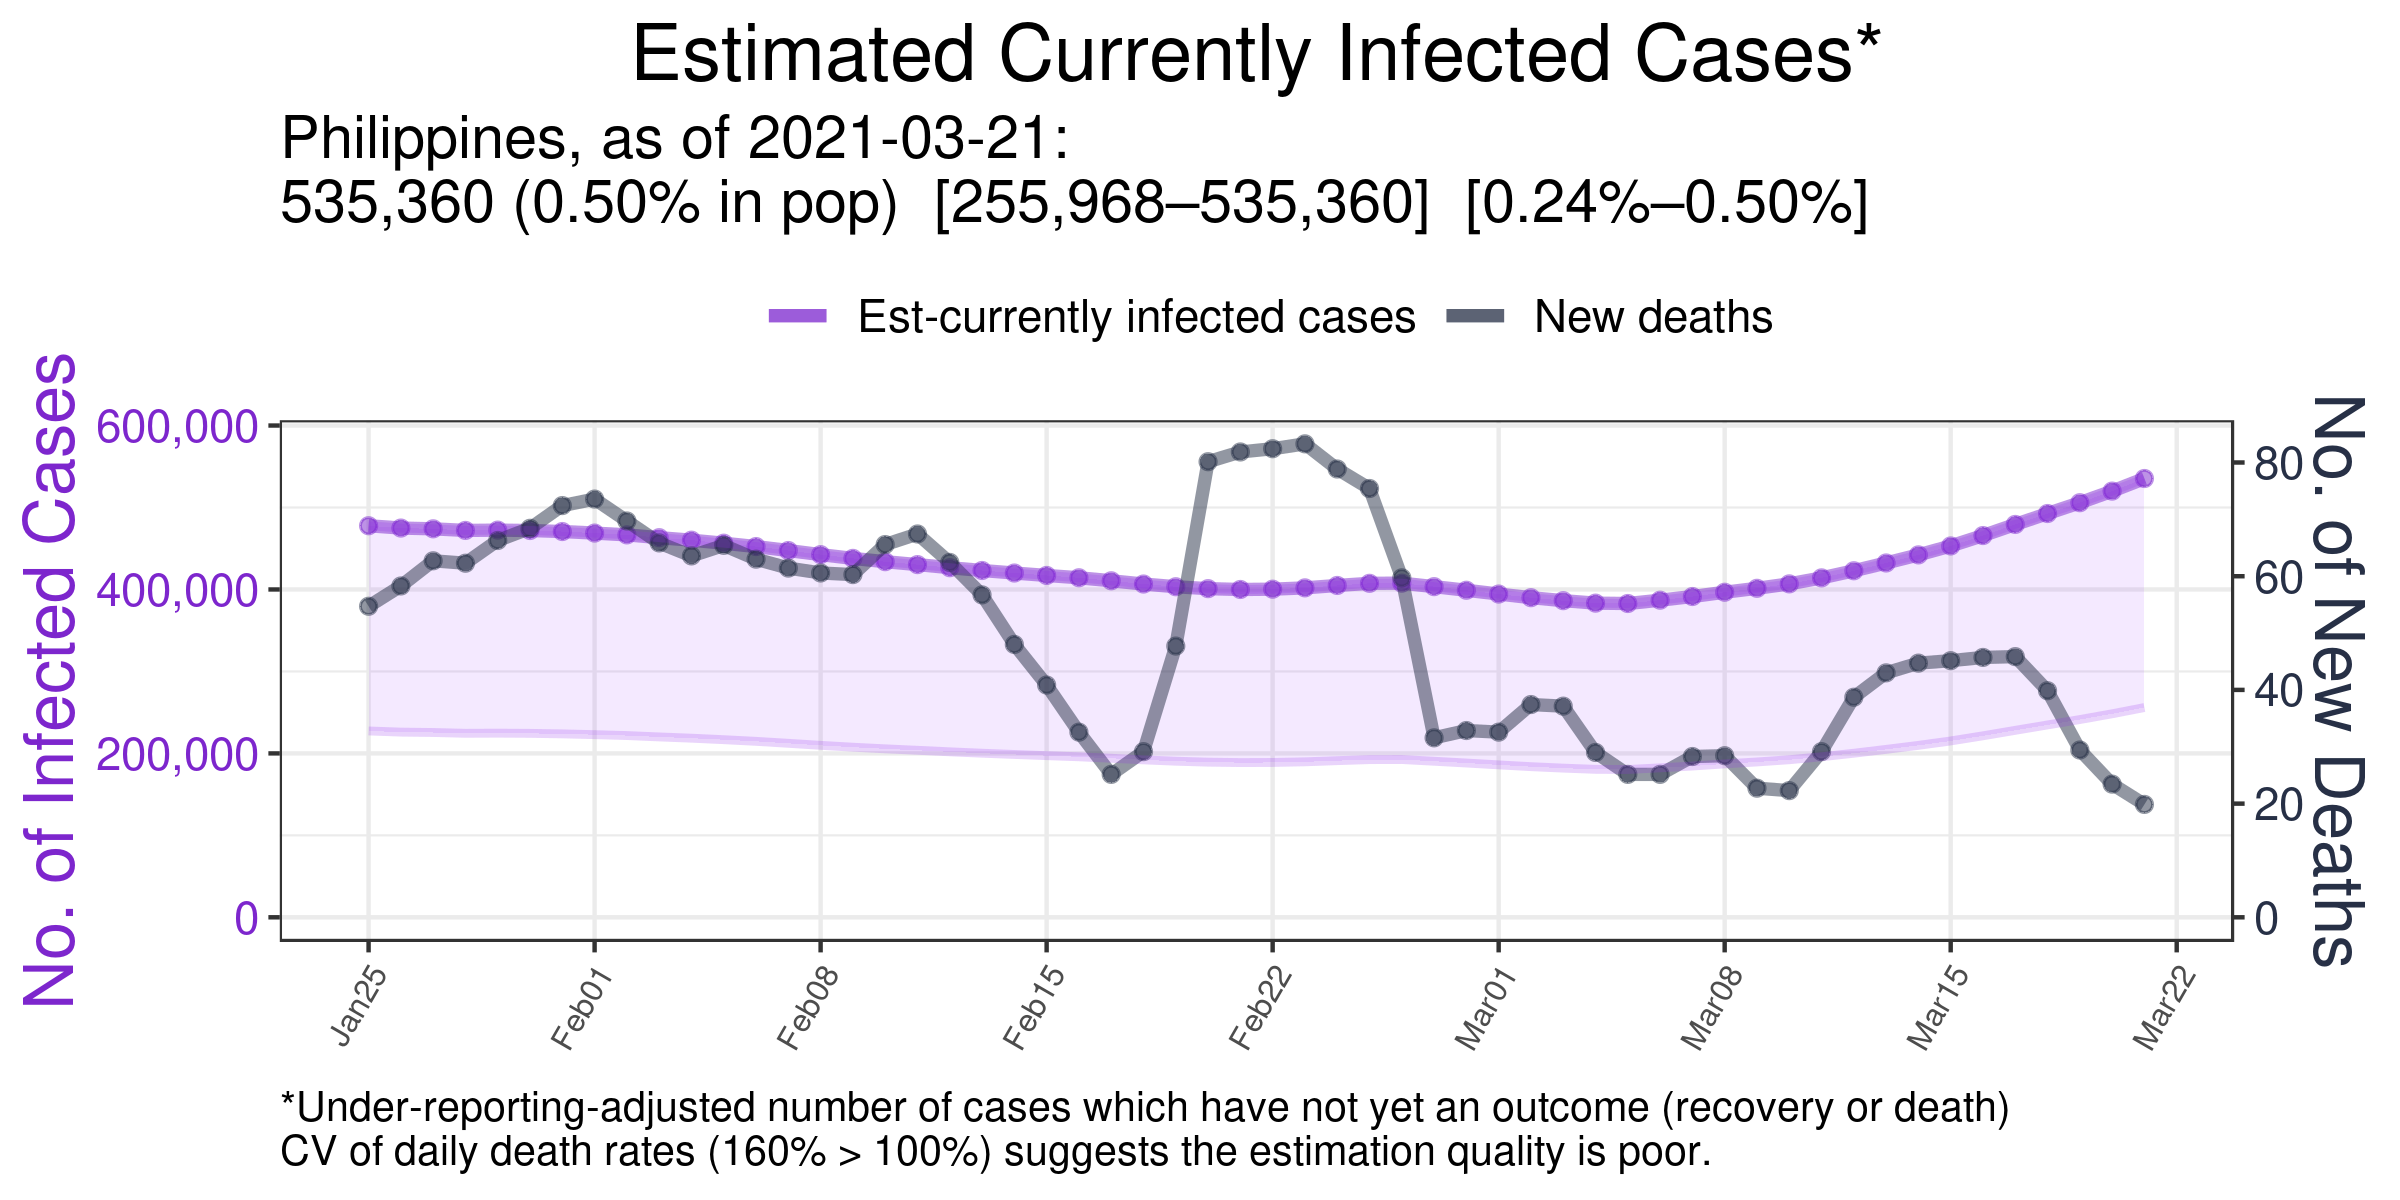 Estimated Currently Infected Cases*
Philippines, as of 2021-03-21:
535,360 (0.50% in pop)  [255,968–535,360]  [0.24%–0.50%]
Est-currently infected cases
New deaths
No. of Infected Cases
600,000
400,000
200,000
0
80
60
40
20
0
No. of New Deaths
Jan25
Feb01
Feb08
Feb15
Feb22
Mar01
Mar08
Mar15
Mar22
*Under-reporting-adjusted number of cases which have not yet an outcome (recovery or death)
CV of daily death rates (160% > 100%) suggests the estimation quality is poor.